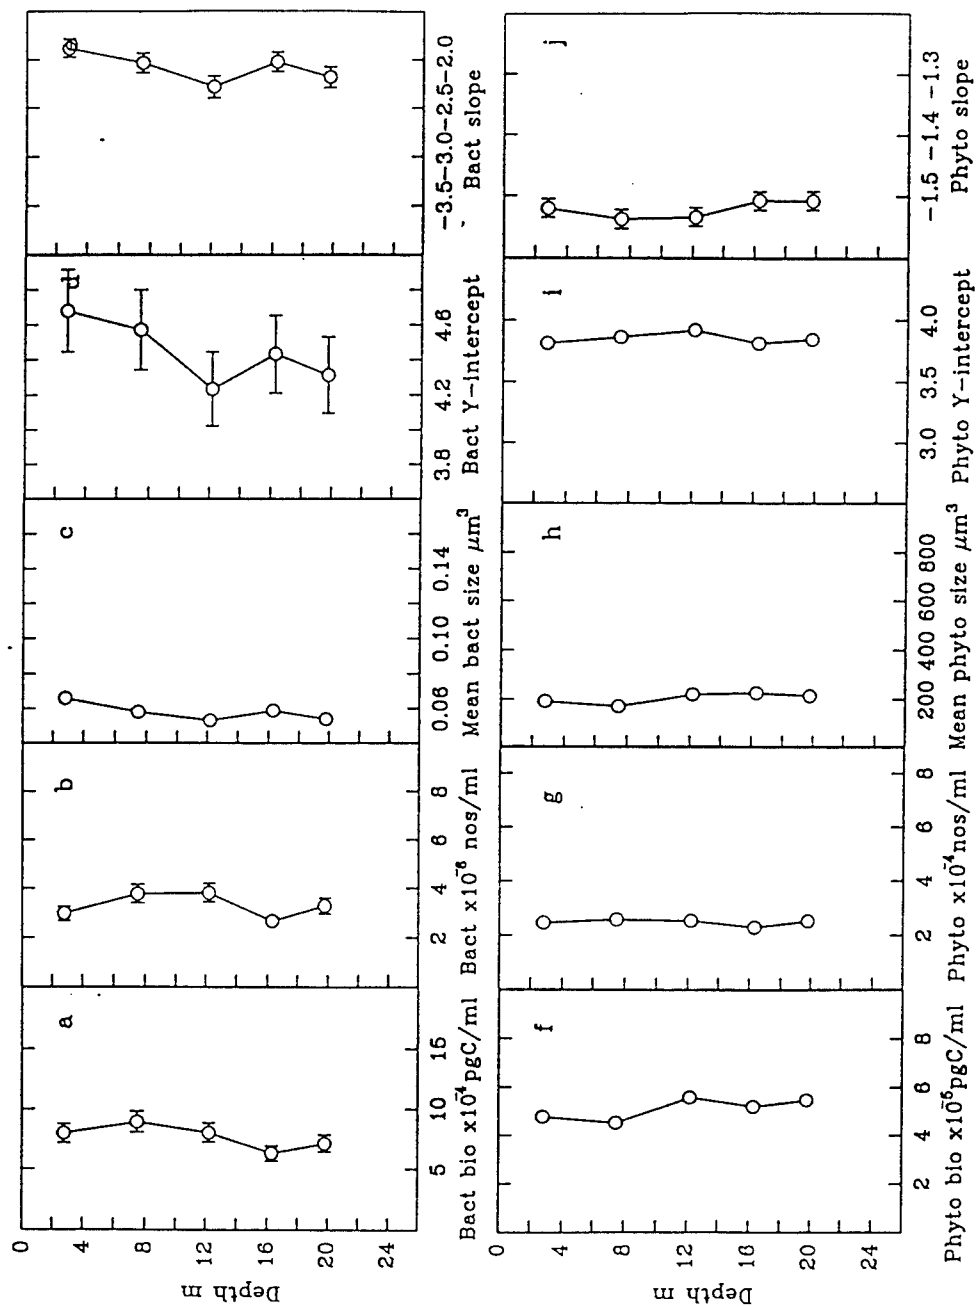 Depth m
0
4
8
12
16
20
a
5 10 15
Bact bio x10⁻⁴pgC/ml
b
2 4 6 8
Bact x10⁻⁶ nos/ml
c
0.06 0.10 0.14
Mean bact size μm³
d
3.8 4.2 4.6
Bact Y-intercept
e
-3.5-3.0-2.5-2.0
Bact slope
Depth m
0
4
8
12
16
20
24
f
2 4 6 8
Phyto bio x10⁻⁵pgC/ml
g
2 4 6 8
Phyto x10⁻⁴nos/ml
h
200 400 600 800
Mean phyto size μm³
i
3.0 3.5 4.0
Phyto Y-intercept
j
-1.5 -1.4 -1.3
Phyto slope